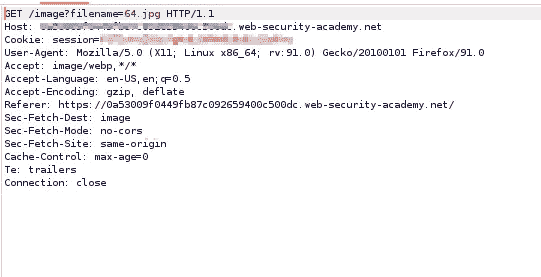 GET /image?filename=64.jpg HTTP/1.1
Host: .web-security-academy.net
Cookie: session=
User-Agent: Mozilla/5.0 (X11; Linux x86_64; rv:91.0) Gecko/20100101 Firefox/91.0
Accept: image/webp,*/*
Accept-Language: en-US,en;q=0.5
Accept-Encoding: gzip, deflate
Referer: https://0a53009f0449fb87c092659400c500dc.web-security-academy.net/
Sec-Fetch-Dest: image
Sec-Fetch-Mode: no-cors
Sec-Fetch-Site: same-origin
Cache-Control: max-age=0
Te: trailers
Connection: close